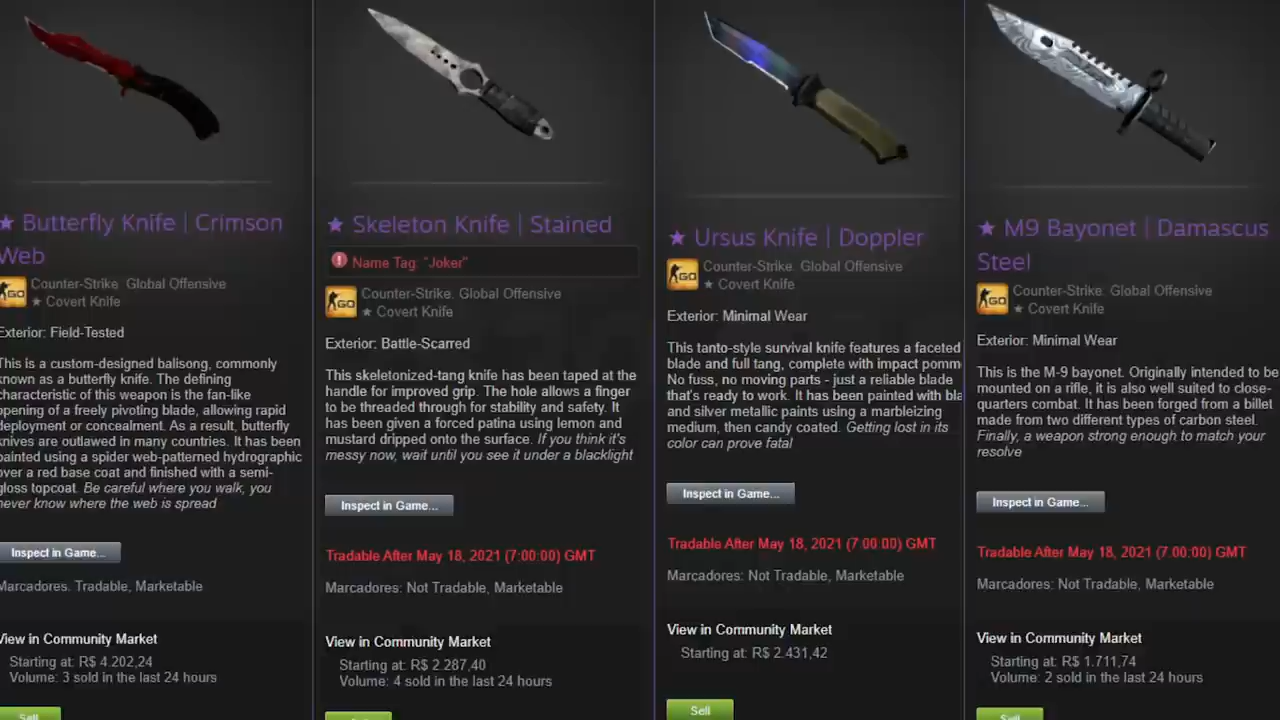 ★ Butterfly Knife | Crimson
Web
GO
Counter-Strike: Global Offensive
★ Covert Knife
Exterior: Field-Tested
This is a custom-designed balisong, commonly
known as a butterfly knife. The defining
characteristic of this weapon is the fan-like
opening of a freely pivoting blade, allowing rapid
deployment or concealment. As a result, butterfly
knives are outlawed in many countries. It has been
painted using a spider web-patterned hydrographic
over a red base coat and finished with a semi-
gloss topcoat. Be careful where you walk, you
never know where the web is spread
Inspect in Game...
Marcadores: Tradable, Marketable
View in Community Market
Starting at: R$ 4.202,24
Volume: 3 sold in the last 24 hours
Sell
★ Skeleton Knife | Stained
Name Tag: "Joker"
GO
Counter-Strike: Global Offensive
★ Covert Knife
Exterior: Battle-Scarred
This skeletonized-tang knife has been taped at the
handle for improved grip. The hole allows a finger
to be threaded through for stability and safety. It
has been given a forced patina using lemon and
mustard dripped onto the surface. If you think it's
messy now, wait until you see it under a blacklight
Inspect in Game...
Tradable After May 18, 2021 (7:00:00) GMT
Marcadores: Not Tradable, Marketable
View in Community Market
Starting at: R$ 2.287,40
Volume: 4 sold in the last 24 hours
★ Ursus Knife | Doppler
GO
Counter-Strike: Global Offensive
★ Covert Knife
Exterior: Minimal Wear
This tanto-style survival knife features a faceted
blade and full tang, complete with impact pomm
No fuss, no moving parts - just a reliable blade
that's ready to work. It has been painted with bla
and silver metallic paints using a marbleizing
medium, then candy coated. Getting lost in its
color can prove fatal
Inspect in Game...
Tradable After May 18, 2021 (7:00:00) GMT
Marcadores: Not Tradable, Marketable
View in Community Market
Starting at: R$ 2.431,42
Sell
★ M9 Bayonet | Damascus
Steel
GO
Counter-Strike: Global Offensive
★ Covert Knife
Exterior: Minimal Wear
This is the M-9 bayonet. Originally intended to be
mounted on a rifle, it is also well suited to close-
quarters combat. It has been forged from a billet
made from two different types of carbon steel.
Finally, a weapon strong enough to match your
resolve
Inspect in Game...
Tradable After May 18, 2021 (7:00:00) GMT
Marcadores: Not Tradable, Marketable
View in Community Market
Starting at: R$ 1.711,74
Volume: 2 sold in the last 24 hours
Sell